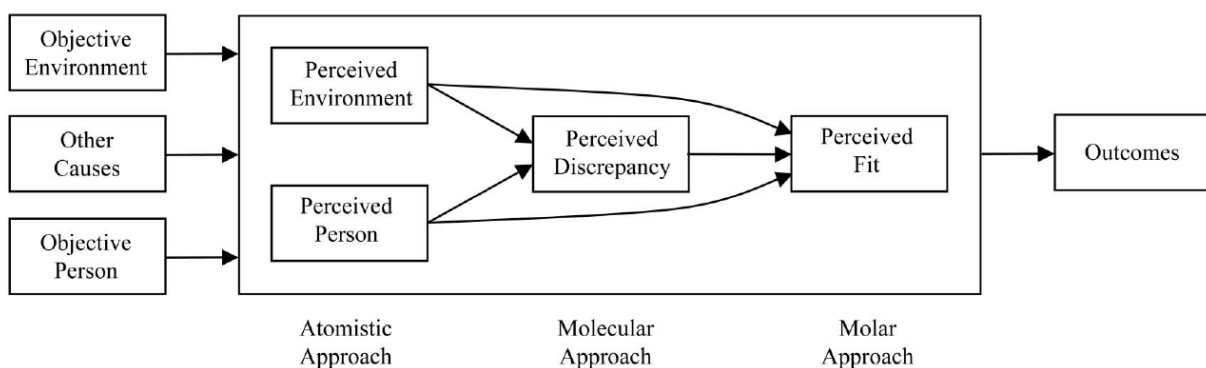 Objective
Environment
Other
Causes
Objective
Person
Perceived
Environment
Perceived
Person
Perceived
Discrepancy
Perceived
Fit
Outcomes
Atomistic
Approach
Molecular
Approach
Molar
Approach